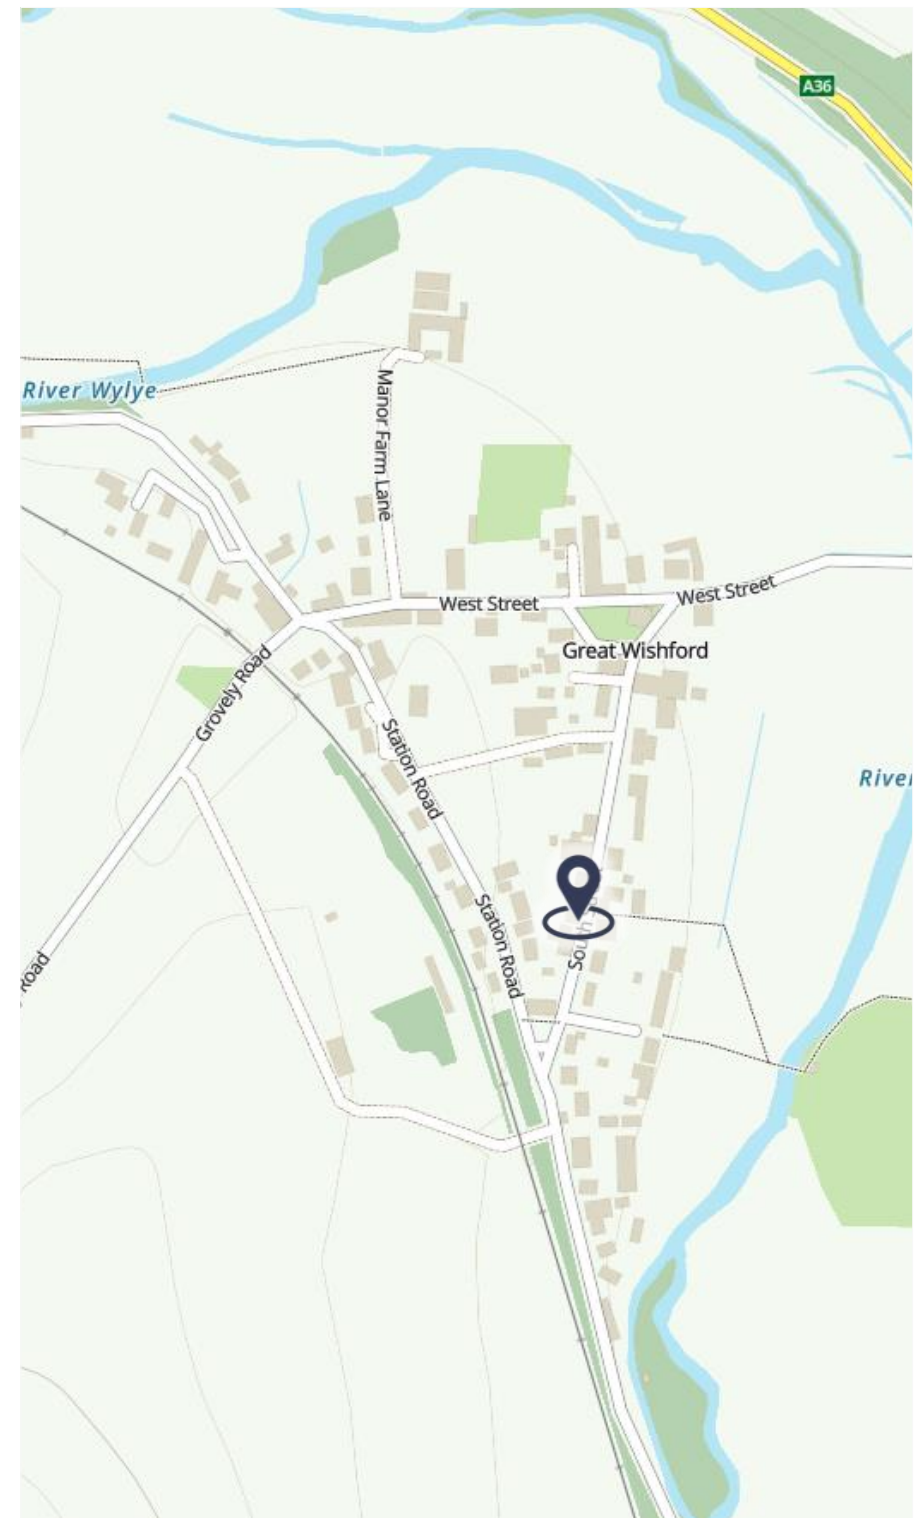 A36
River Wylye
Manor Farm Lane
West Street
West Street
Great Wishford
Grovely Road
Station Road
River
Station Road
South
Road